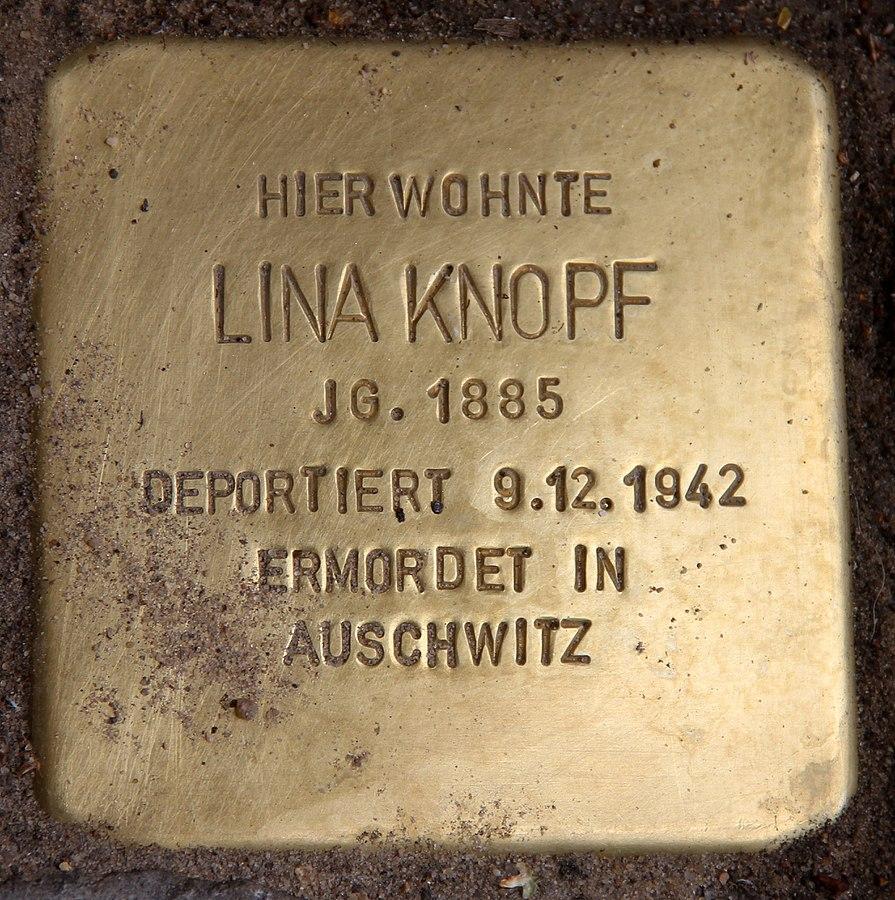 HIER WOHNTE
LINA KNOPF
JG. 1885
DEPORTIERT 9.12.1942
ERMORDET IN
AUSCHWITZ